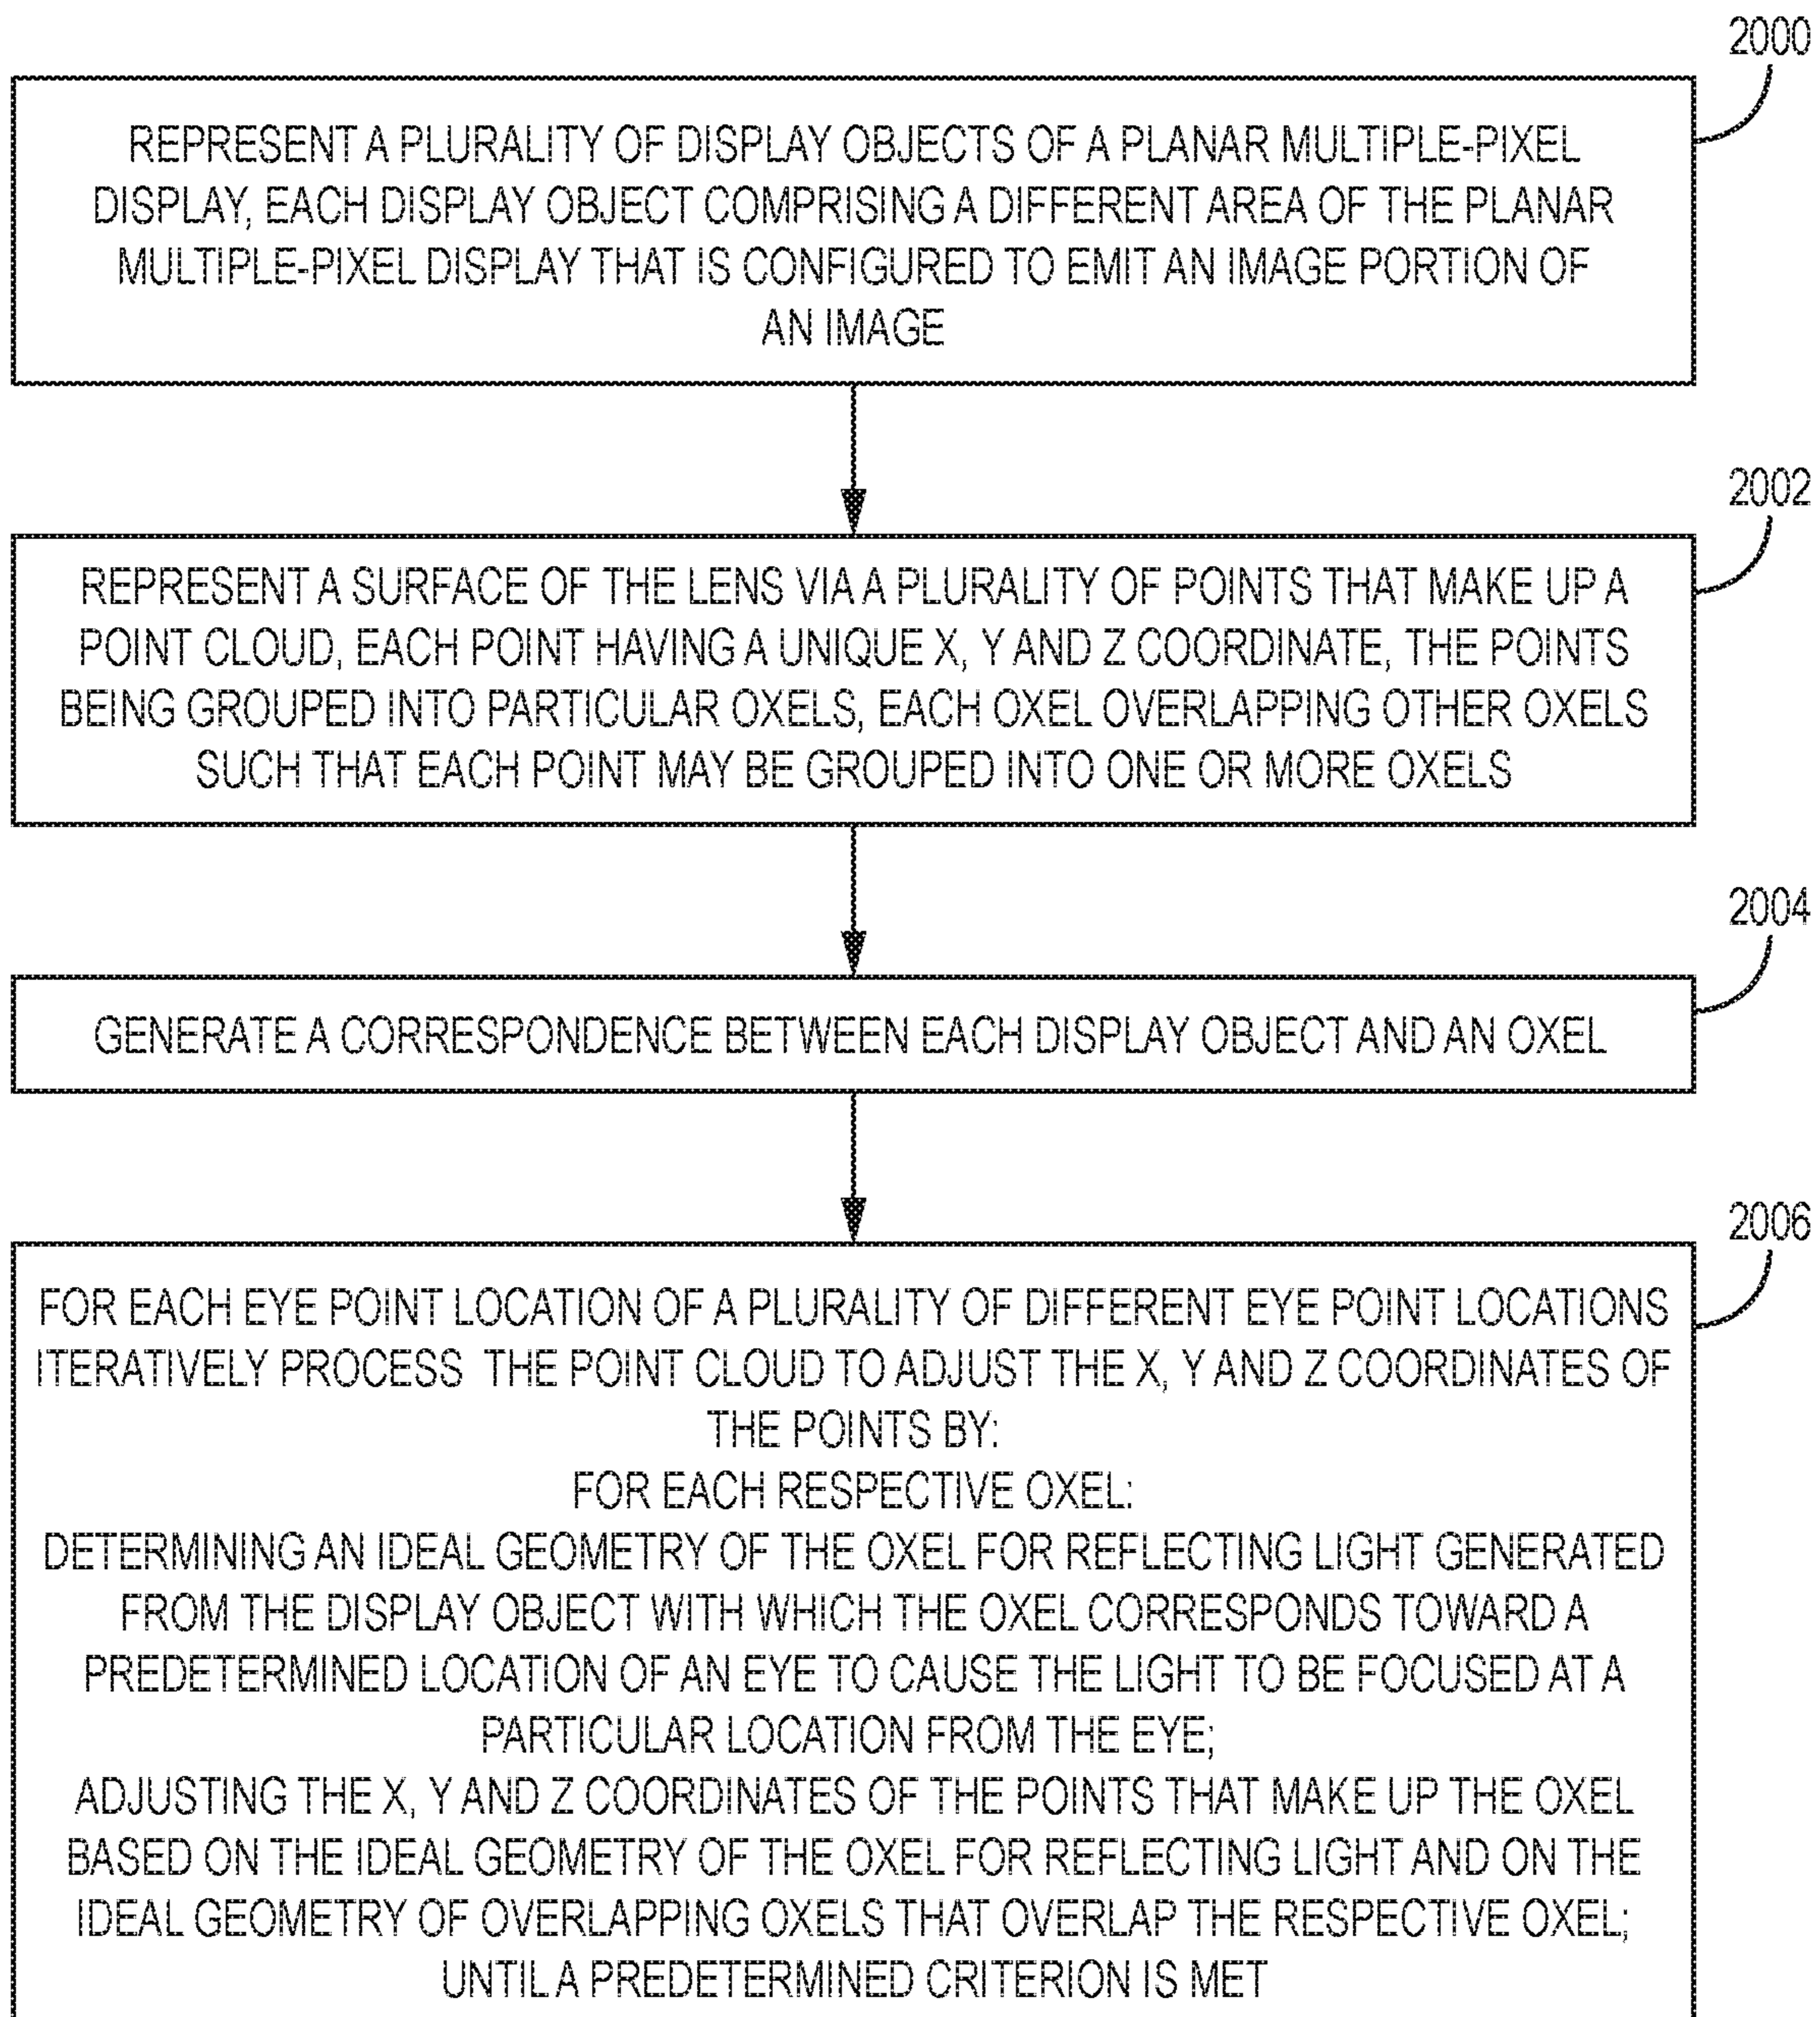 2000
REPRESENT A PLURALITY OF DISPLAY OBJECTS OF A PLANAR MULTIPLE-PIXEL
DISPLAY, EACH DISPLAY OBJECT COMPRISING A DIFFERENT AREA OF THE PLANAR
MULTIPLE-PIXEL DISPLAY THAT IS CONFIGURED TO EMIT AN IMAGE PORTION OF
AN IMAGE
2002
REPRESENT A SURFACE OF THE LENS VIA A PLURALITY OF POINTS THAT MAKE UP A
POINT CLOUD, EACH POINT HAVING A UNIQUE X, Y AND Z COORDINATE, THE POINTS
BEING GROUPED INTO PARTICULAR OXELS, EACH OXEL OVERLAPPING OTHER OXELS
SUCH THAT EACH POINT MAY BE GROUPED INTO ONE OR MORE OXELS
2004
GENERATE A CORRESPONDENCE BETWEEN EACH DISPLAY OBJECT AND AN OXEL
2006
FOR EACH EYE POINT LOCATION OF A PLURALITY OF DIFFERENT EYE POINT LOCATIONS
ITERATIVELY PROCESS THE POINT CLOUD TO ADJUST THE X, Y AND Z COORDINATES OF
THE POINTS BY:
FOR EACH RESPECTIVE OXEL:
DETERMINING AN IDEAL GEOMETRY OF THE OXEL FOR REFLECTING LIGHT GENERATED
FROM THE DISPLAY OBJECT WITH WHICH THE OXEL CORRESPONDS TOWARD A
PREDETERMINED LOCATION OF AN EYE TO CAUSE THE LIGHT TO BE FOCUSED AT A
PARTICULAR LOCATION FROM THE EYE;
ADJUSTING THE X, Y AND Z COORDINATES OF THE POINTS THAT MAKE UP THE OXEL
BASED ON THE IDEAL GEOMETRY OF THE OXEL FOR REFLECTING LIGHT AND ON THE
IDEAL GEOMETRY OF OVERLAPPING OXELS THAT OVERLAP THE RESPECTIVE OXEL;
UNTIL A PREDETERMINED CRITERION IS MET